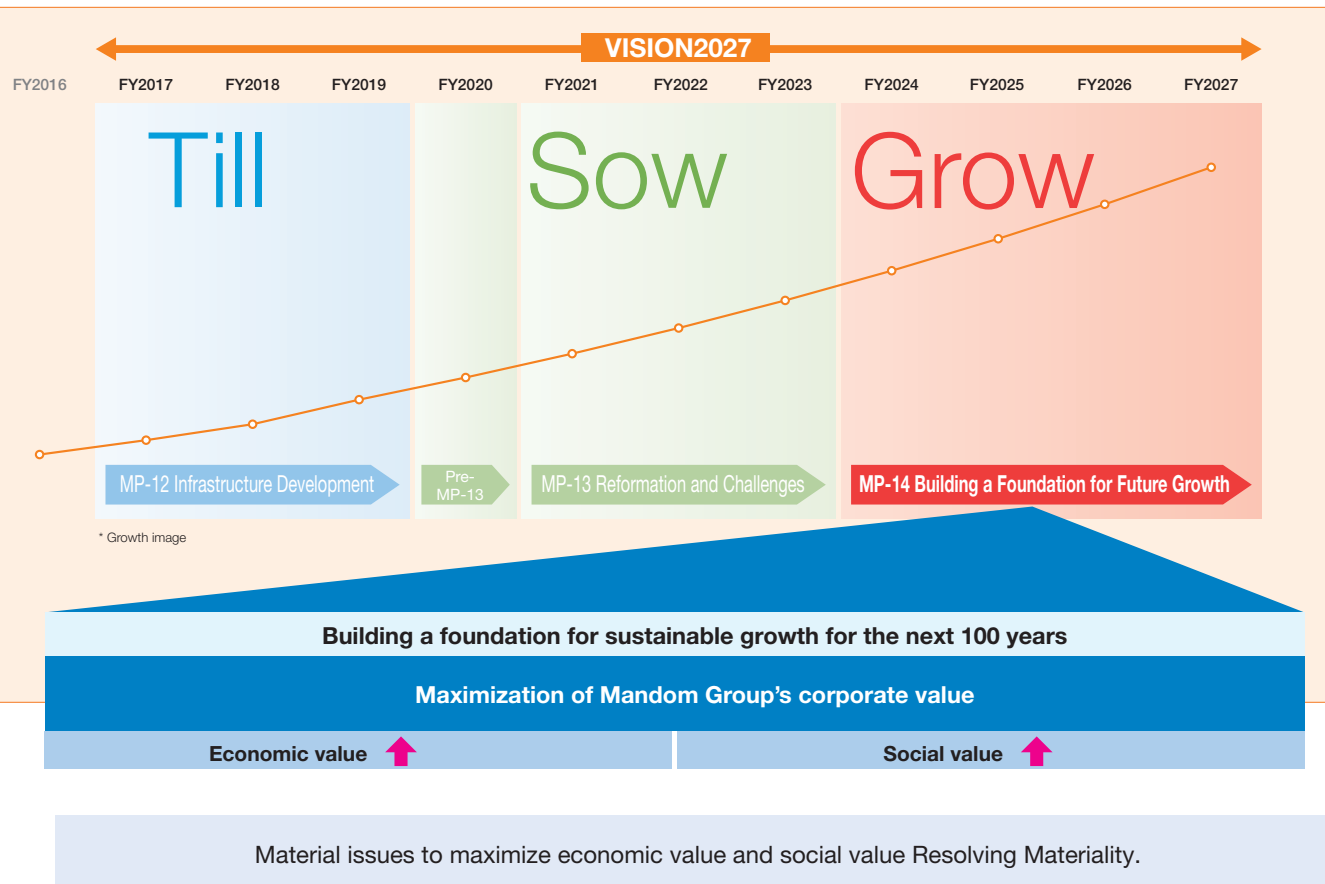 VISION2027
FY2016 FY2017 FY2018 FY2019 FY2020 FY2021 FY2022 FY2023 FY2024 FY2025 FY2026 FY2027
Till
Sow
Grow
MP-12 Infrastructure Development
Pre-
MP-13
MP-13 Reformation and Challenges
MP-14 Building a Foundation for Future Growth
* Growth image
Building a foundation for sustainable growth for the next 100 years
Maximization of Mandom Group’s corporate value
Economic value
Social value
Material issues to maximize economic value and social value Resolving Materiality.